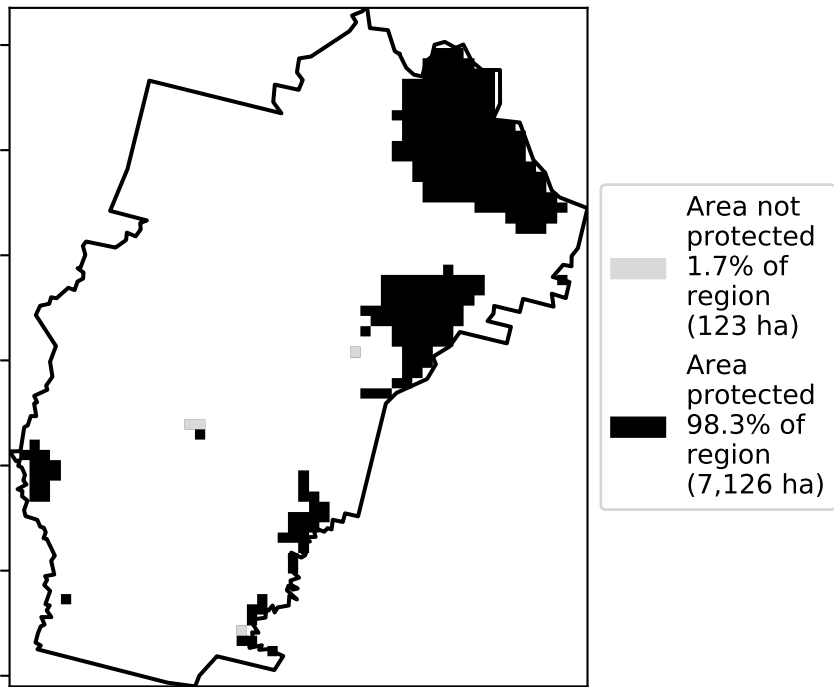 Area not
protected
1.7% of
region
(123 ha)
Area
protected
98.3% of
region
(7,126 ha)